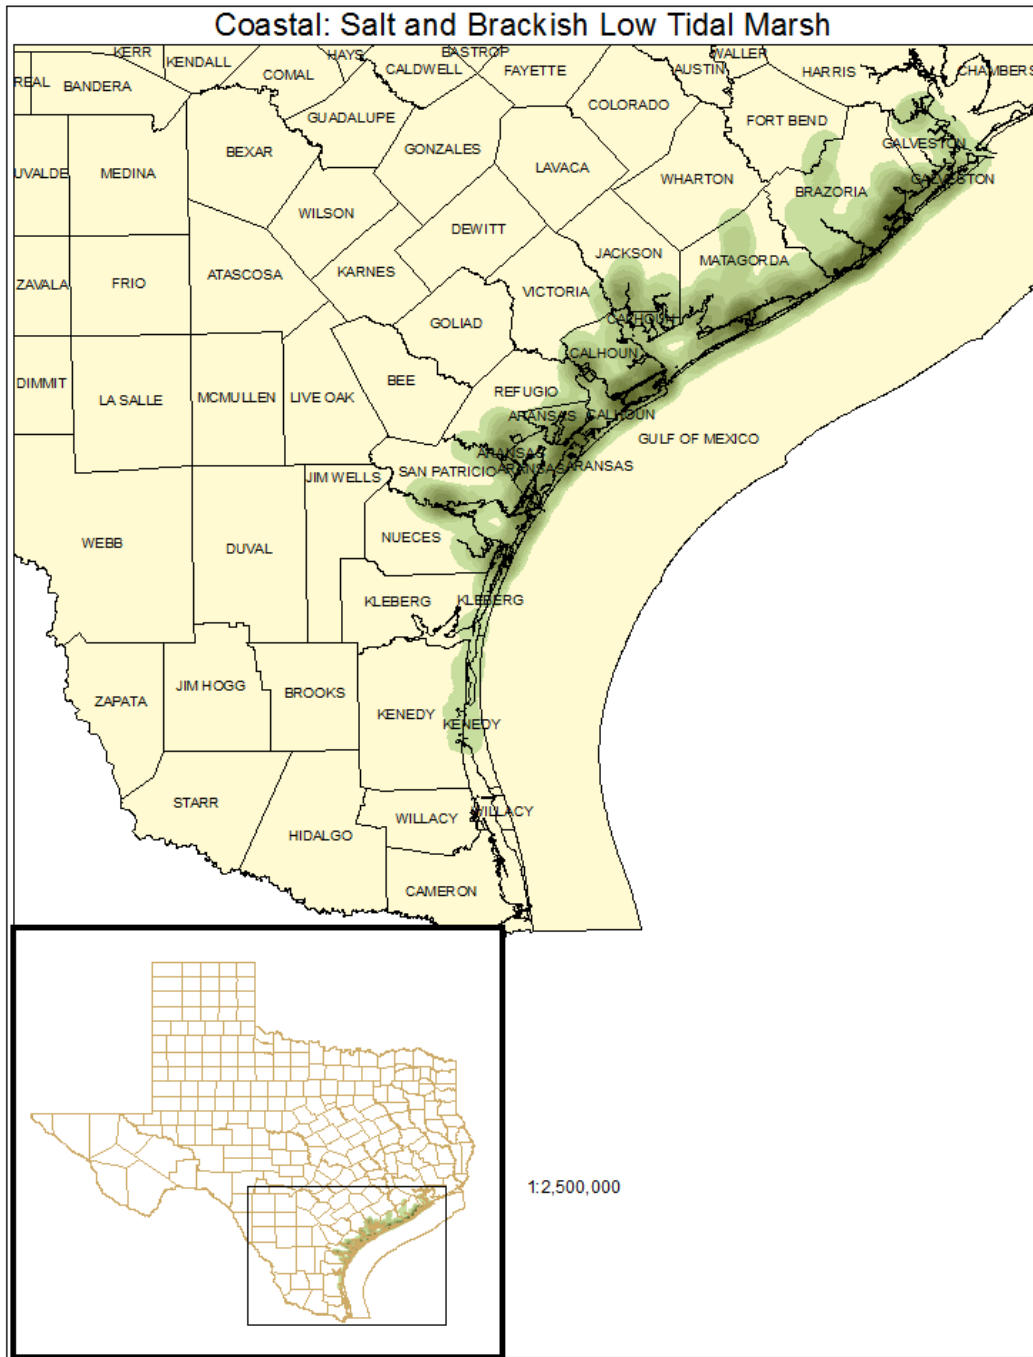 Coastal: Salt and Brackish Low Tidal Marsh
KERR
KENDALL
HAYS
BASTROP
WALLER
REAL
BANDERA
COMAL
CALDWELL
FAYETTE
AUSTIN
HARRIS
CHAMBERS
GUADALUPE
COLORADO
FORT BEND
UVALDE
MEDINA
BEXAR
GONZALES
LAVACA
WHARTON
GALVESTON
GALVESTON
BRAZORIA
WILSON
DEWITT
ZAVALA
FRIO
ATASCOSA
KARNES
VICTORIA
JACKSON
MATAGORDA
GOLIAD
CALHOUN
CALHOUN
DIMMIT
LA SALLE
MCMULLEN
LIVE OAK
BEE
REFUGIO
ARANSAS
CALHOUN
GULF OF MEXICO
ARANSAS
SAN PATRICIO
ARANSAS
ARANSAS
JIM WELLS
WEBB
DUVAL
NUECES
KLEBERG
KLEBERG
ZAPATA
JIM HOGG
BROOKS
KENEDY
KENEDY
STARR
HIDALGO
WILLACY
WILLACY
CAMERON
1:2,500,000